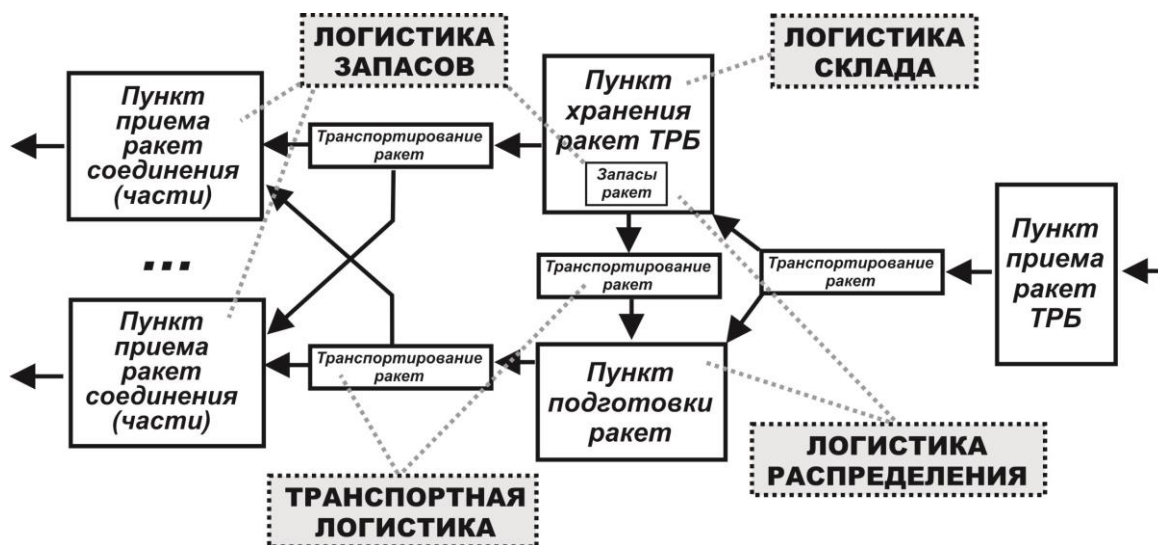 ЛОГИСТИКА
ЗАПАСОВ
ЛОГИСТИКА
СКЛАДА
Пункт
приема
ракет
соединения
(части)
Транспортирование
ракет
Пункт
хранения
ракет ТРБ
Запасы
ракет
Транспортирование
ракет
Транспортирование
ракет
Пункт
приема
ракет
ТРБ
...
Пункт
приема
ракет
соединения
(части)
Транспортирование
ракет
Пункт
подготовки
ракет
ТРАНСПОРТНАЯ
ЛОГИСТИКА
ЛОГИСТИКА
РАСПРЕДЕЛЕНИЯ